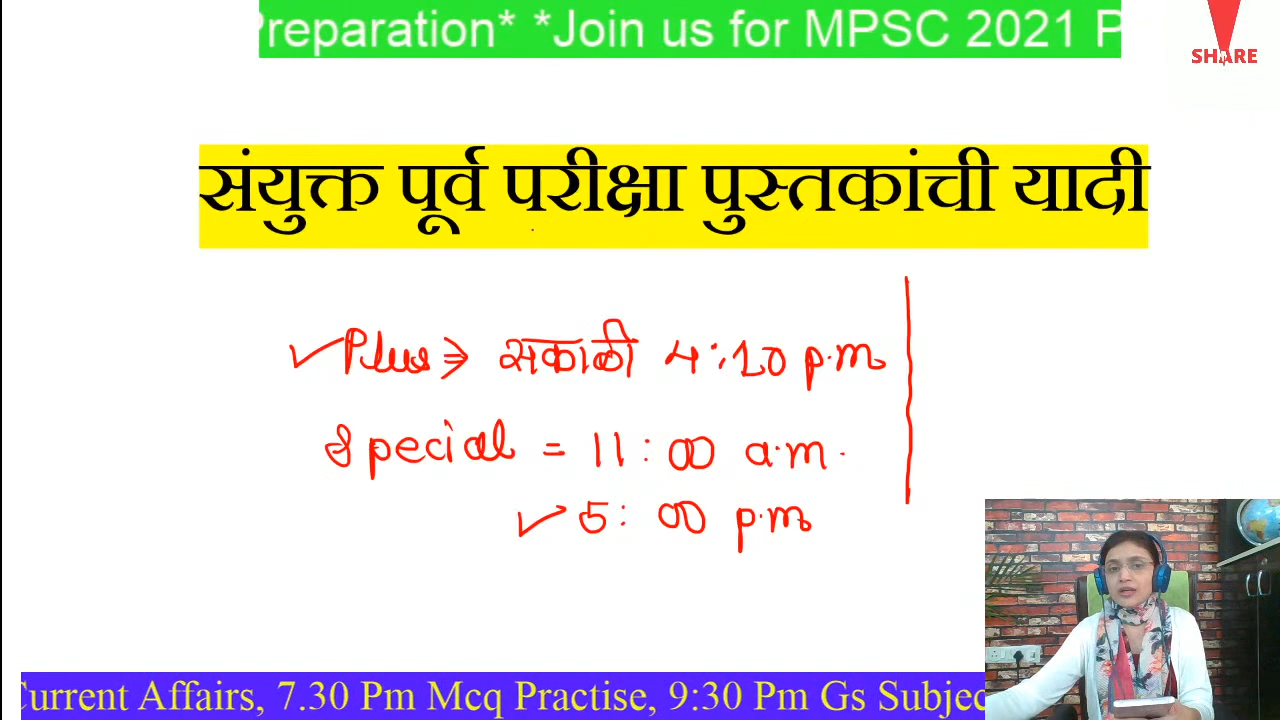 Preparation* *Join us for MPSC 2021 P
SHARE
संयुक्त पूर्व परीक्षा पुस्तकांची यादी
Plus ⇒ सकाळी 4:10 p.m
Special = 11:00 a.m.
5:00 p.m
Current Affairs, 7.30 Pm Mcq Practise, 9:30 Pm Gs Subjec